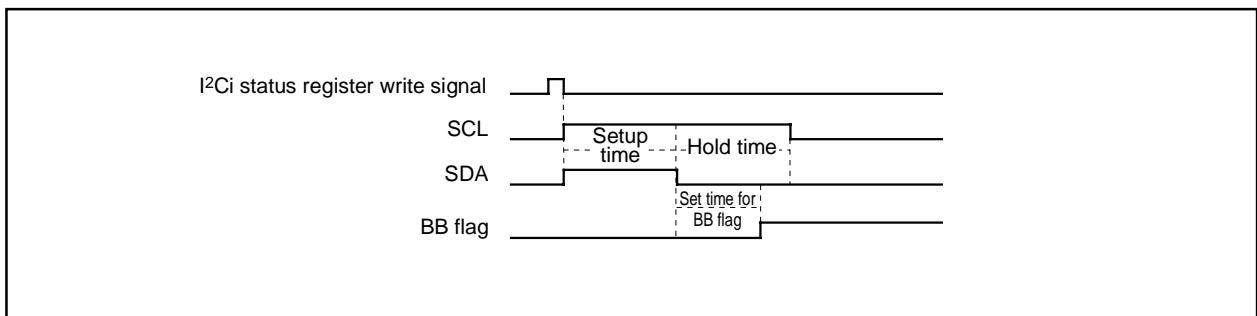 I²Ci status register write signal
SCL
Setup
time
Hold time
SDA
Set time for
BB flag
BB flag